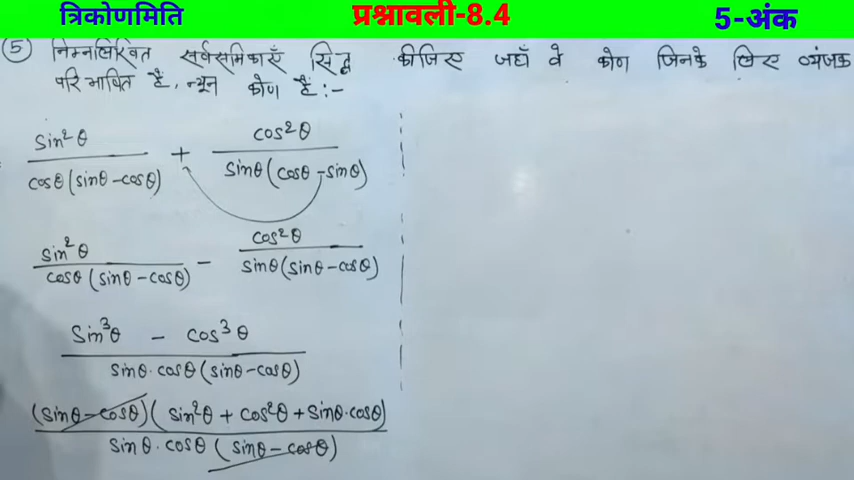 त्रिकोणमिति प्रश्नावली-8.4 5-अंक
(5) निम्नलिखित सर्वसमिकाएँ सिद्ध कीजिए जहाँ वे कोण जिनके लिए व्यंजक
परिभाषित है, न्यून कोण है :-
sin²θ / cosθ(sinθ-cosθ) + cos²θ / sinθ(cosθ-sinθ)
sin²θ / cosθ(sinθ-cosθ) - cos²θ / sinθ(sinθ-cosθ)
sin³θ - cos³θ / sinθ·cosθ(sinθ-cosθ)
(sinθ-cosθ)(sin²θ+cos²θ+sinθ·cosθ) / sinθ·cosθ(sinθ-cosθ)